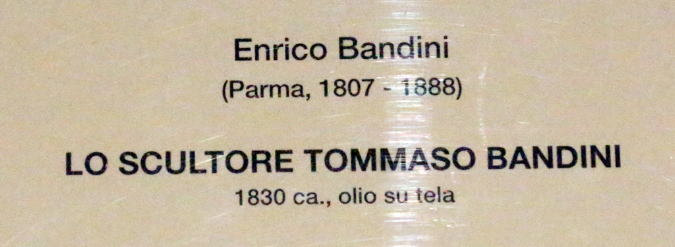 Enrico Bandini
(Parma, 1807 - 1888)
LO SCULTORE TOMMASO BANDINI
1830 ca., olio su tela